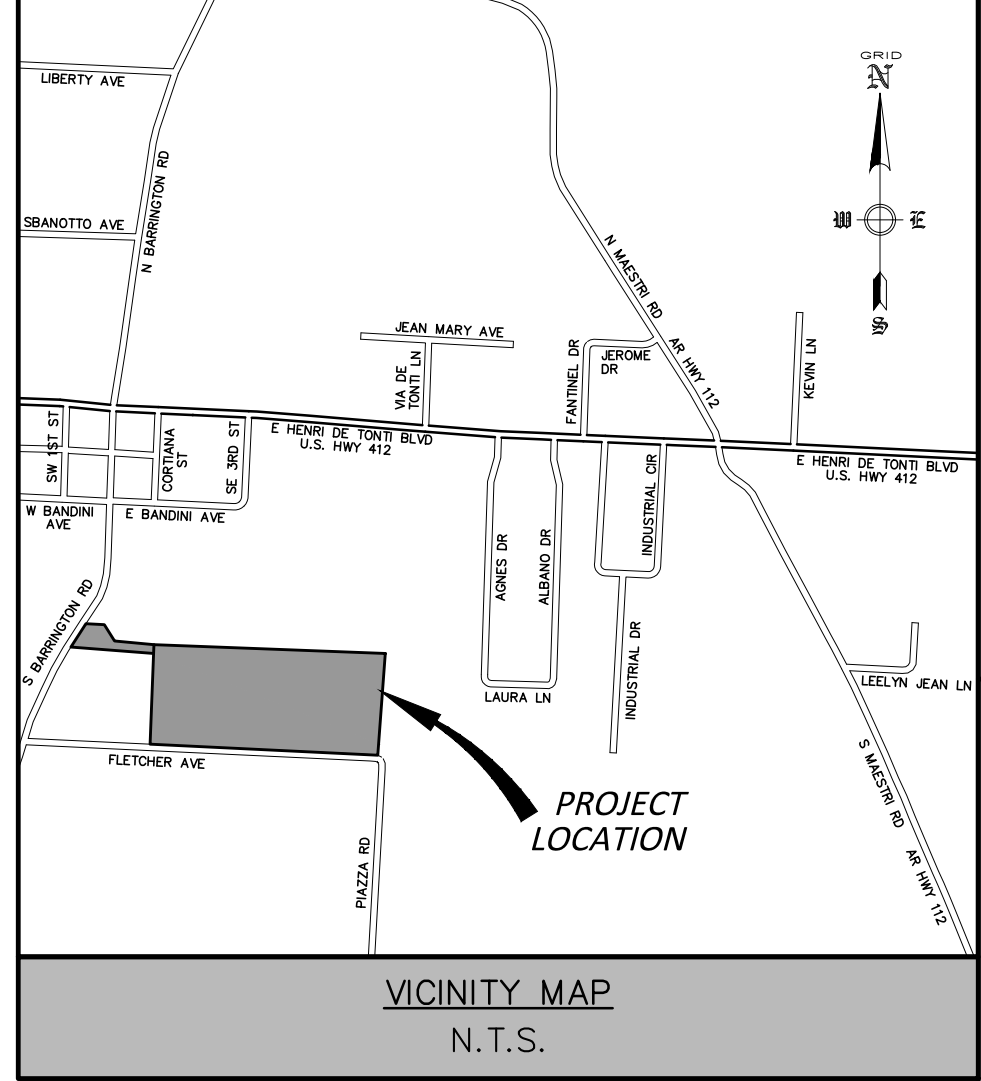 GRID
N
W
E
S
LIBERTY AVE
N BARRINGTON RD
SBANOTTO AVE
N MAESTRI RD
AR HWY 112
JEAN MARY AVE
VIA DE
TONTI LN
FANTINEL DR
JEROME
DR
KEVIN LN
SW 1ST ST
CORTIANA
ST
SE 3RD ST
E HENRI DE TONTI BLVD
U.S. HWY 412
E HENRI DE TONTI BLVD
U.S. HWY 412
W BANDINI
AVE
E BANDINI AVE
AGNES DR
ALBANO DR
INDUSTRIAL CIR
S BARRINGTON RD
INDUSTRIAL DR
LAURA LN
LEELYN JEAN LN
FLETCHER AVE
S MAESTRI RD
AR HWY 112
PROJECT
LOCATION
PIAZZA RD
VICINITY MAP
N.T.S.